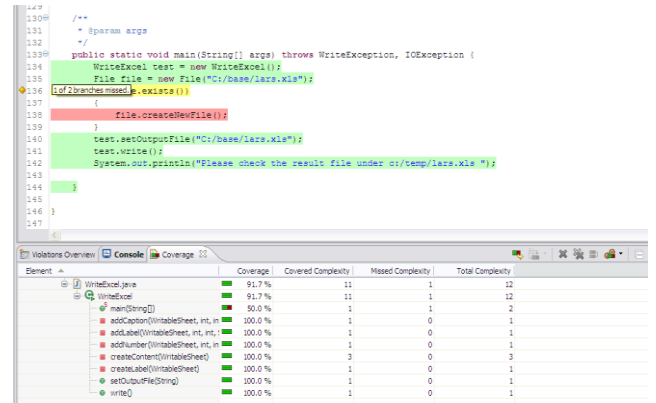 129
130 /**
131 * @param args
132 */
133 public static void main(String[] args) throws WriteException, IOException {
134 WriteExcel test = new WriteExcel();
135 File file = new File("C:/base/lars.xls");
136 1 of 2 branches missed. e.exists())
137 {
138 file.createNewFile();
139 }
140 test.setOutputFile("C:/base/lars.xls");
141 test.write();
142 System.out.println("Please check the result file under c:/temp/lars.xls ");
143
144 }
145
146 }
147
Violations Overview Console Coverage
Element Coverage Covered Complexity Missed Complexity Total Complexity
WriteExcel.java 91.7 % 11 1 12
WriteExcel 91.7 % 11 1 12
main(String[]) 50.0 % 1 1 2
addCaption(WritableSheet, int, in 100.0 % 1 0 1
addLabel(WritableSheet, int, int, 100.0 % 1 0 1
addNumber(WritableSheet, int, in 100.0 % 1 0 1
createContent(WritableSheet) 100.0 % 3 0 3
createLabel(WritableSheet) 100.0 % 1 0 1
setOutputFile(String) 100.0 % 1 0 1
write() 100.0 % 1 0 1